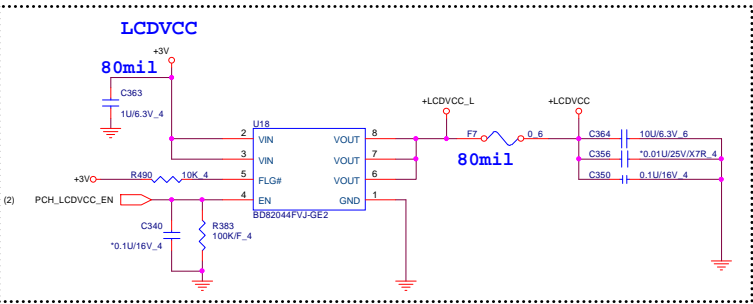 LCDVCC
+3V
80mil
C363
1U/6.3V_4
+LCDVCC_L
+LCDVCC
U18
2 VIN VOUT 8
3 VIN VOUT 7
+3V R490 10K_4 5 FLG# VOUT 6
(2) PCH_LCDVCC_EN 4 EN GND 1
BD82044FVJ-GE2
F7 0_6
80mil
C364 10U/6.3V_6
C356 *0.01U/25V/X7R_4
C350 0.1U/16V_4
C340
*0.1U/16V_4
R383
100K/F_4